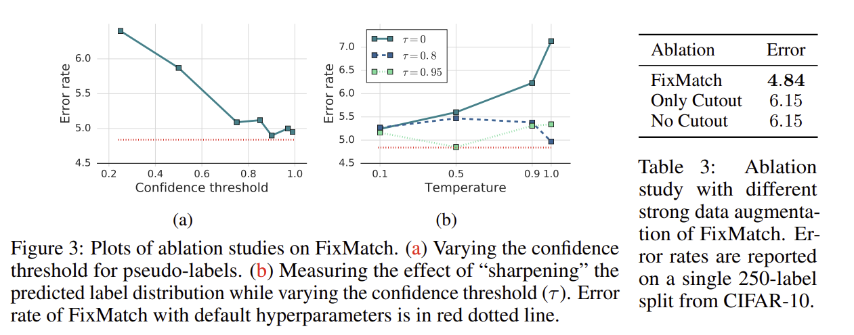 6.0
5.5
5.0
4.5
Error rate
0.2 0.4 0.6 0.8 1.0
Confidence threshold
(a)
7.0
6.5
6.0
5.5
5.0
4.5
Error rate
τ = 0
τ = 0.8
τ = 0.95
0.1 0.5 0.9 1.0
Temperature
(b)
Figure 3: Plots of ablation studies on FixMatch. (a) Varying the confidence
threshold for pseudo-labels. (b) Measuring the effect of “sharpening” the
predicted label distribution while varying the confidence threshold (τ). Error
rate of FixMatch with default hyperparameters is in red dotted line.
Ablation Error
FixMatch 4.84
Only Cutout 6.15
No Cutout 6.15
Table 3: Ablation
study with different
strong data augmenta-
tion of FixMatch. Er-
ror rates are reported
on a single 250-label
split from CIFAR-10.